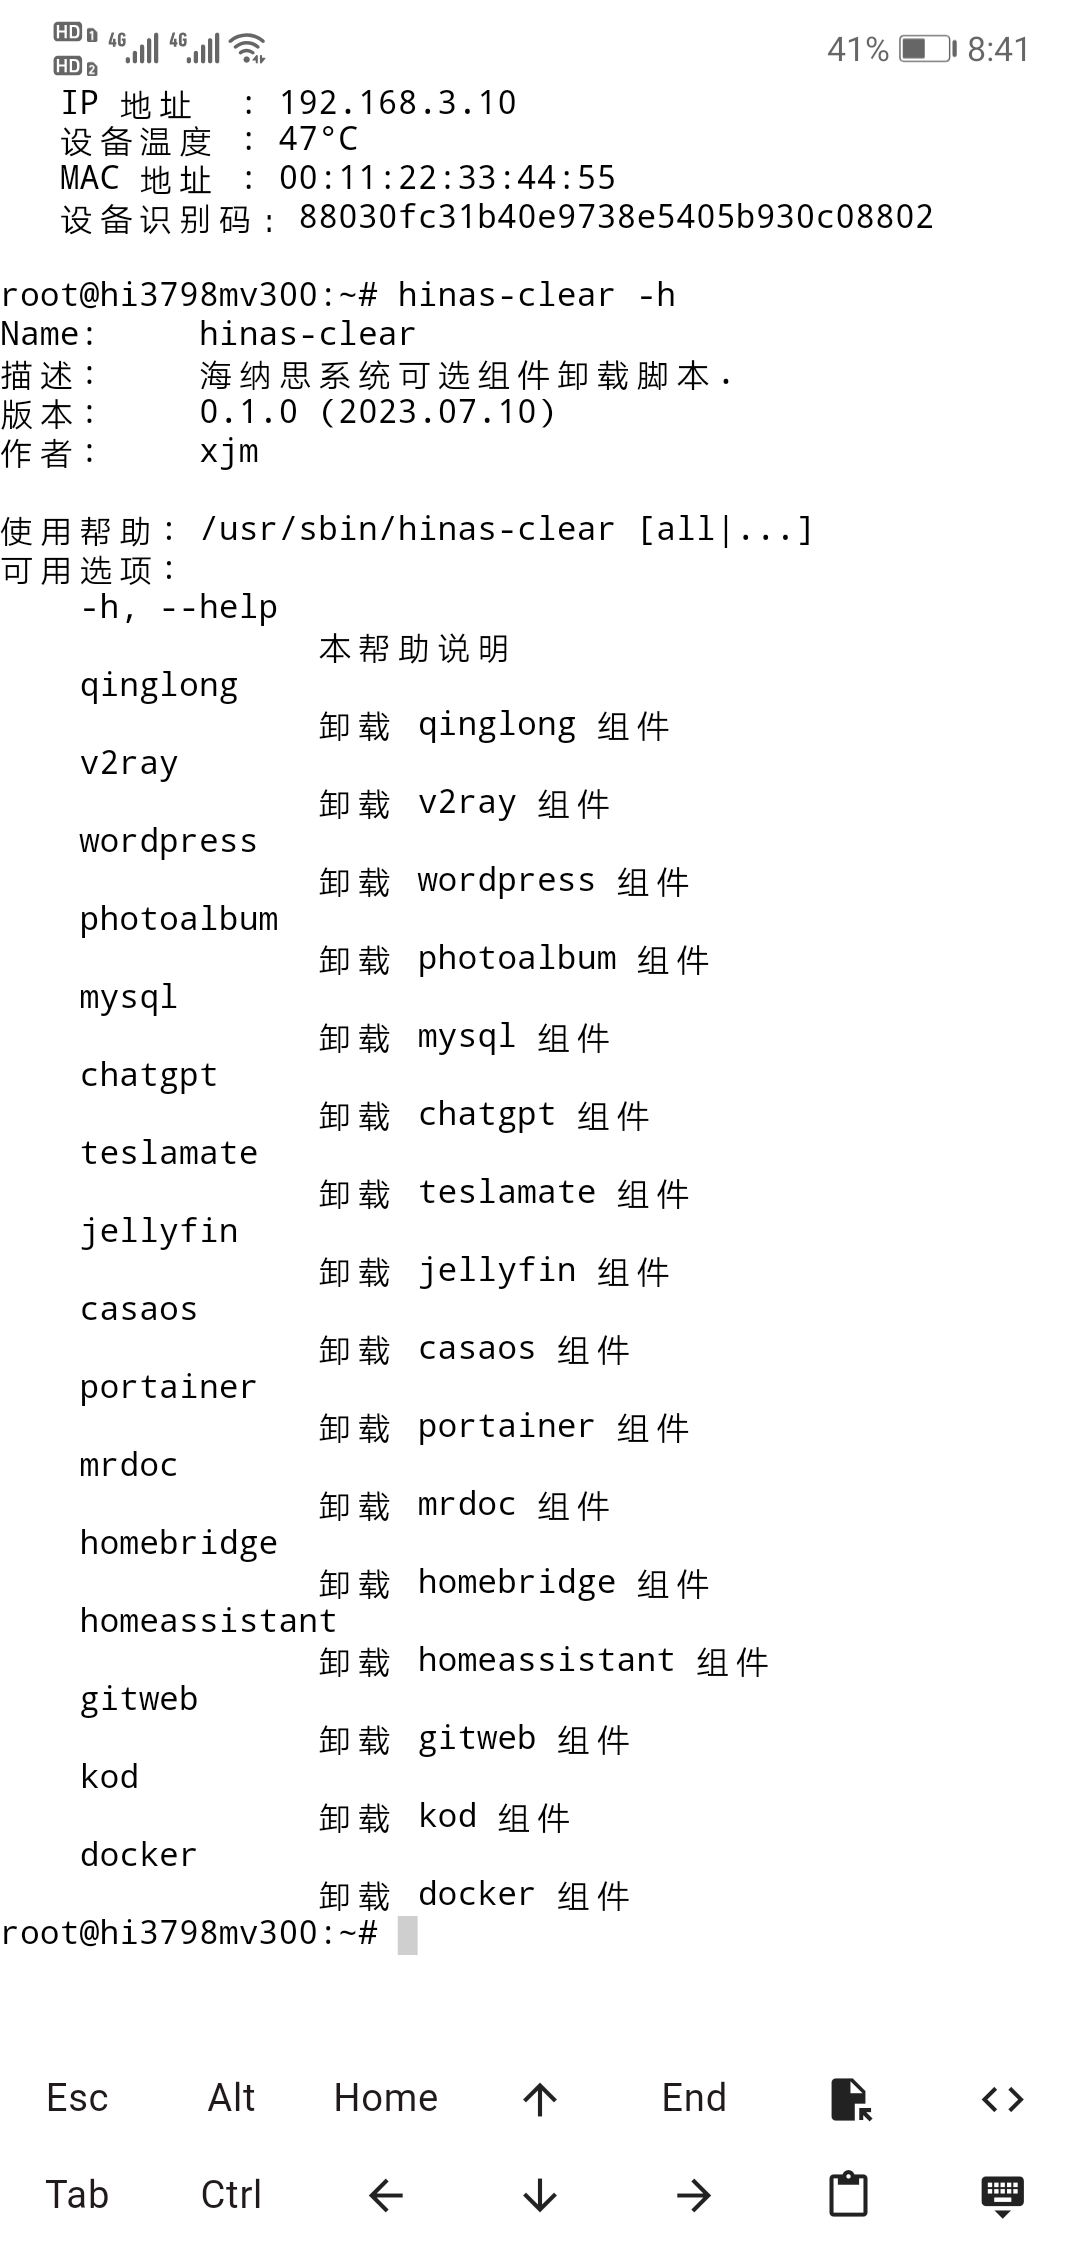 HD 1 4G 4G 41% 8:41
HD 2
IP 地址 : 192.168.3.10
设备温度 : 47°C
MAC 地址 : 00:11:22:33:44:55
设备识别码: 88030fc31b40e9738e5405b930c08802
root@hi3798mv300:~# hinas-clear -h
Name: hinas-clear
描述: 海纳思系统可选组件卸载脚本.
版本: 0.1.0 (2023.07.10)
作者: xjm
使用帮助: /usr/sbin/hinas-clear [all|...]
可用选项:
-h, --help
本帮助说明
qinglong
卸载 qinglong 组件
v2ray
卸载 v2ray 组件
wordpress
卸载 wordpress 组件
photoalbum
卸载 photoalbum 组件
mysql
卸载 mysql 组件
chatgpt
卸载 chatgpt 组件
teslamate
卸载 teslamate 组件
jellyfin
卸载 jellyfin 组件
casaos
卸载 casaos 组件
portainer
卸载 portainer 组件
mrdoc
卸载 mrdoc 组件
homebridge
卸载 homebridge 组件
homeassistant
卸载 homeassistant 组件
gitweb
卸载 gitweb 组件
kod
卸载 kod 组件
docker
卸载 docker 组件
root@hi3798mv300:~#
Esc Alt Home ↑ End <>
Tab Ctrl ← ↓ →